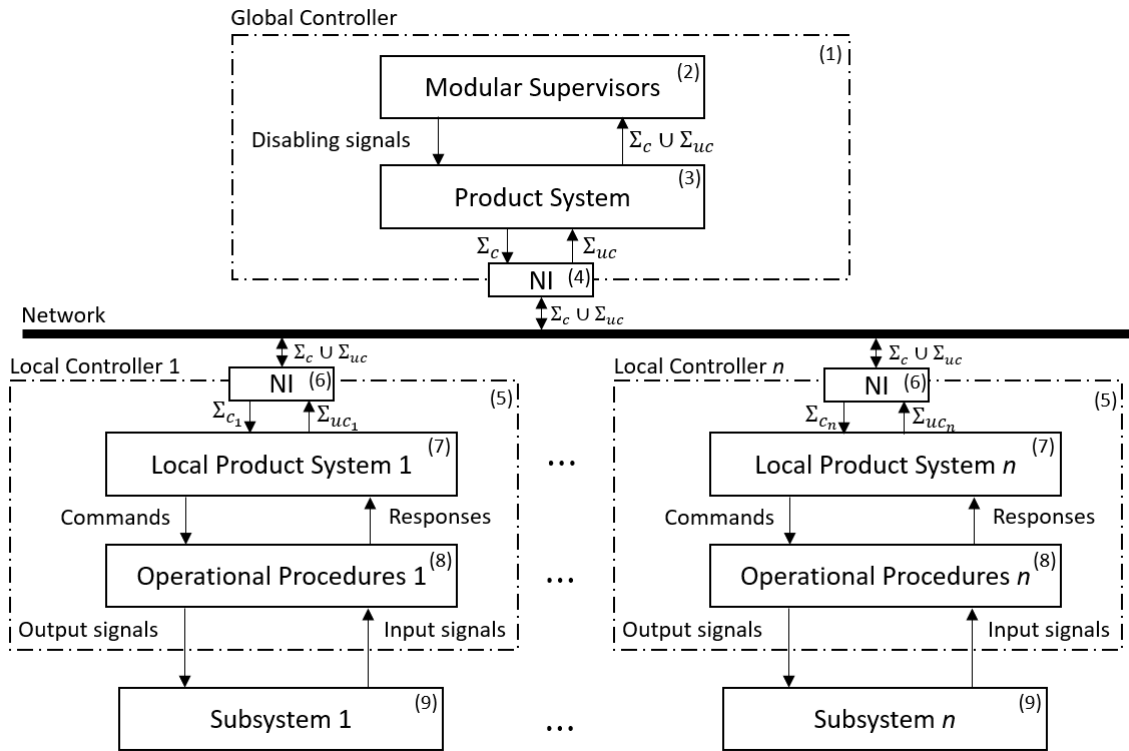 Global Controller
(1)
(2)
Modular Supervisors
Disabling signals
Σc ∪ Σuc
(3)
Product System
Σc
Σuc
NI
(4)
Network
Σc ∪ Σuc
Σc ∪ Σuc
Σc ∪ Σuc
Local Controller 1
NI
(6)
(5)
Σc1
Σuc1
(7)
Local Product System 1
Commands
Responses
(8)
Operational Procedures 1
Output signals
Input signals
(9)
Subsystem 1
...
...
...
Local Controller n
NI
(6)
(5)
Σcn
Σucn
(7)
Local Product System n
Commands
Responses
(8)
Operational Procedures n
Output signals
Input signals
(9)
Subsystem n